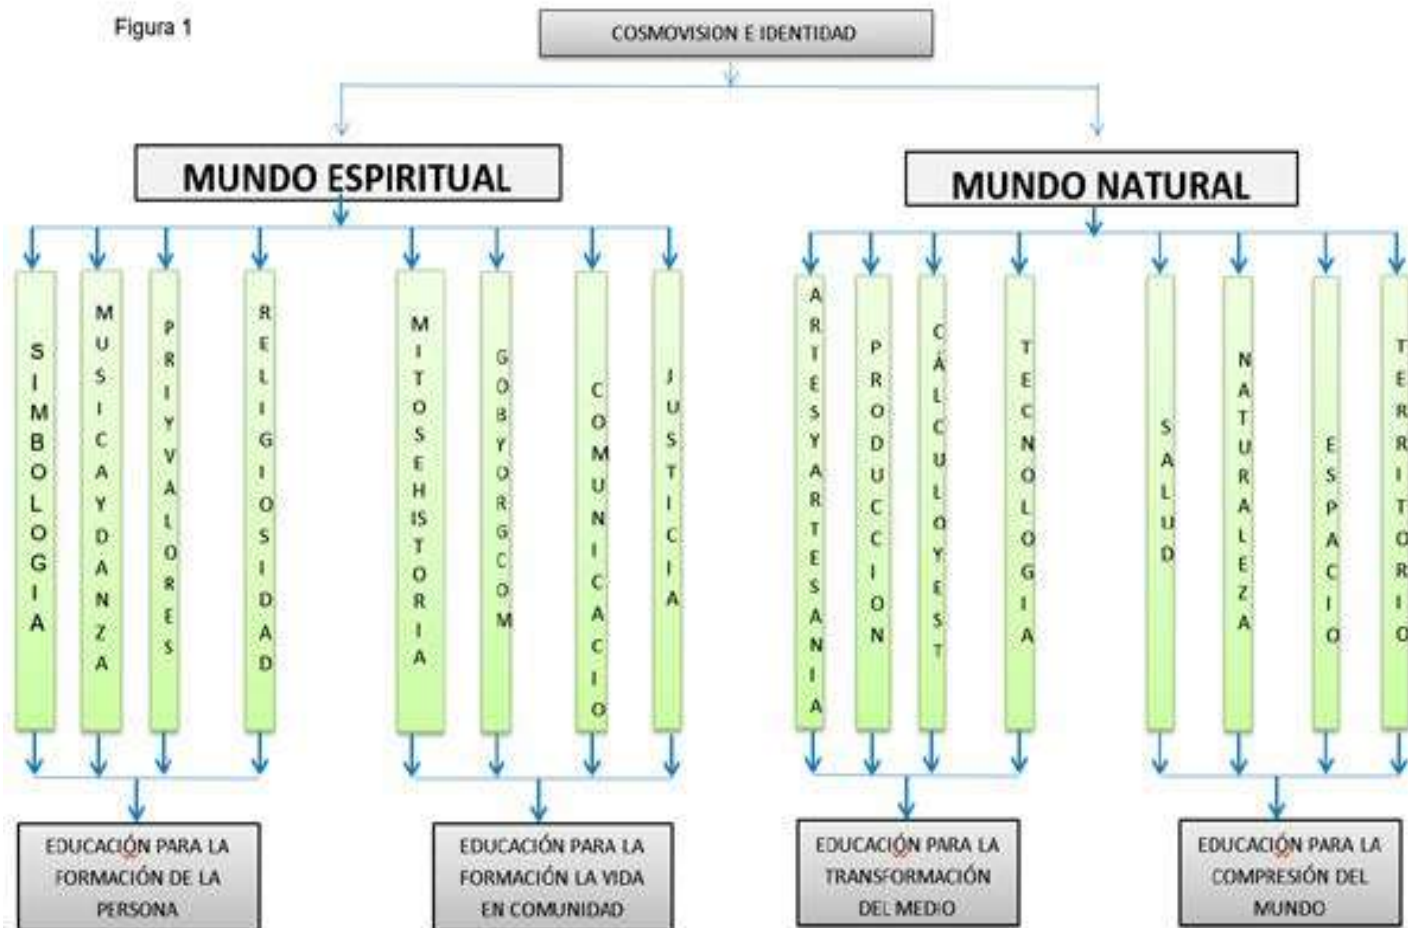 Figura 1
COSMOVISION E IDENTIDAD
MUNDO ESPIRITUAL
MUNDO NATURAL
SIMBOLOGIA
MUSICAYDANZA
PRIYVALORES
RELIGIOSIDAD
MITOSEHISTORIA
GOBYORGCOM
COMUNICACIO
JUSTICIA
ARTESYARTESANIA
PRODUCCION
CÁLCULOYEST
TECNOLOGIA
SALUD
NATURALEZA
ESPACIO
TERRITORIO
EDUCACIÓN PARA LA
FORMACIÓN DE LA
PERSONA
EDUCACIÓN PARA LA
FORMACIÓN LA VIDA
EN COMUNIDAD
EDUCACIÓN PARA LA
TRANSFORMACIÓN
DEL MEDIO
EDUCACIÓN PARA LA
COMPRESIÓN DEL
MUNDO